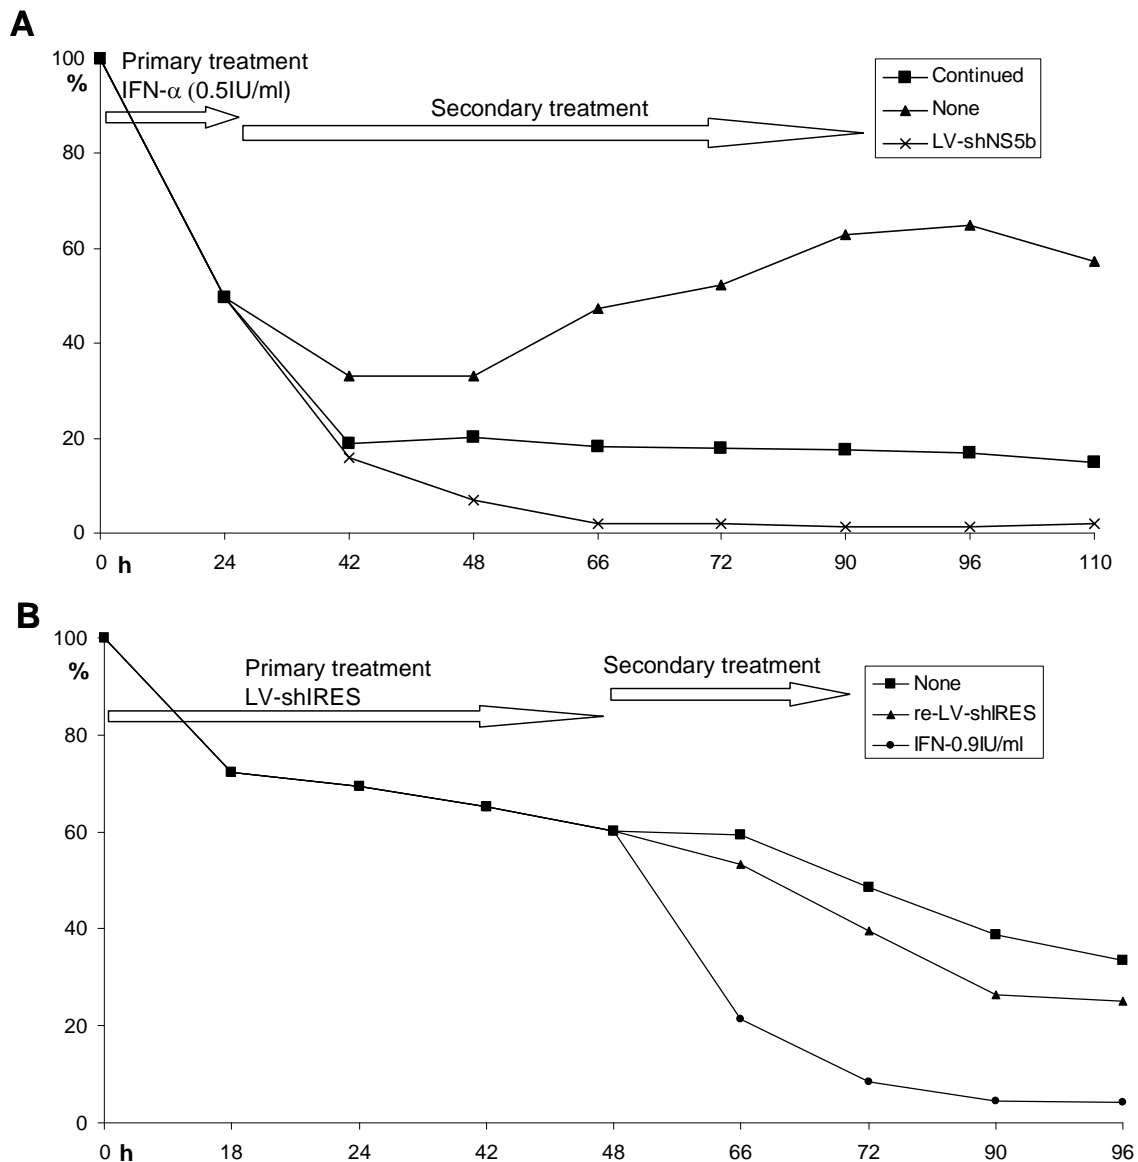 A
100
%
80
60
40
20
0
Primary treatment
IFN-α (0.5IU/ml)
Secondary treatment
Continued
None
LV-shNS5b
0 h 24 42 48 66 72 90 96 110
B
100
%
80
60
40
20
0
Primary treatment
LV-shIRES
Secondary treatment
None
re-LV-shIRES
IFN-0.9IU/ml
0 h 18 24 42 48 66 72 90 96